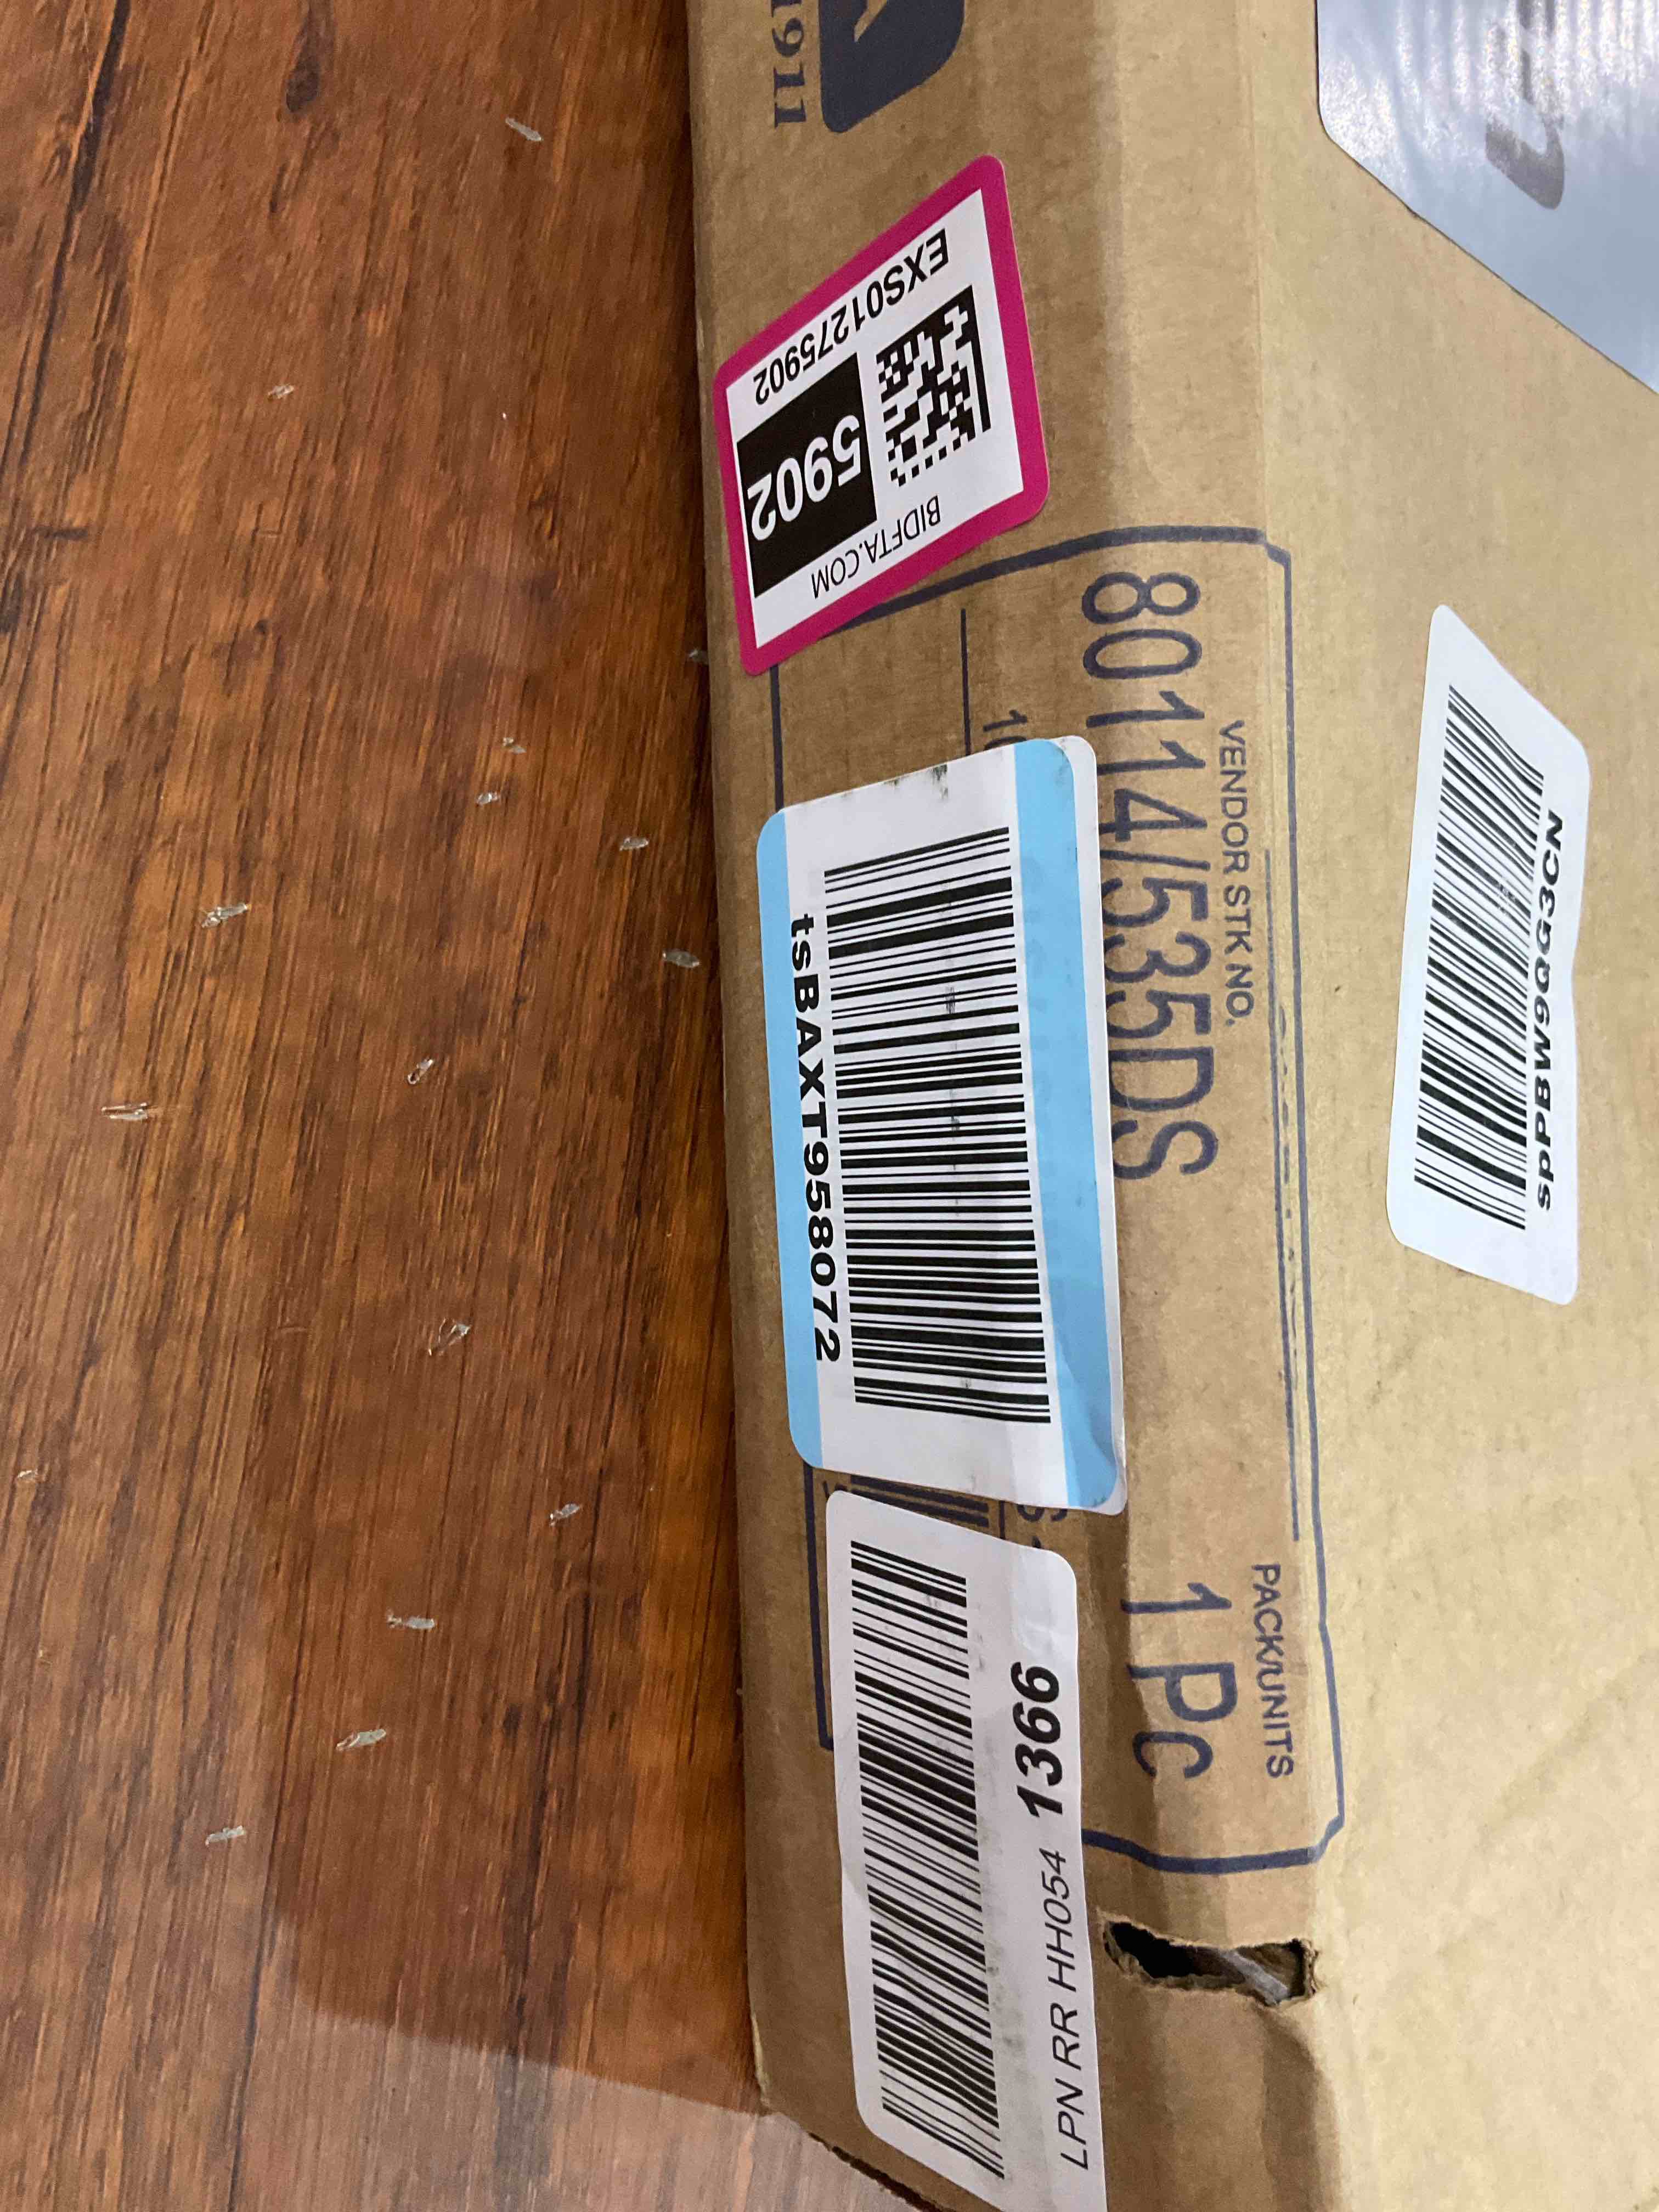 1911
EXS01275902
5902
BIDFTA.COM
VENDOR STK NO.
80114/535DS
PACK/UNITS
1 Pc
tsBAXT958072
LPN RR HH054 1366
spPBW9QG3CN